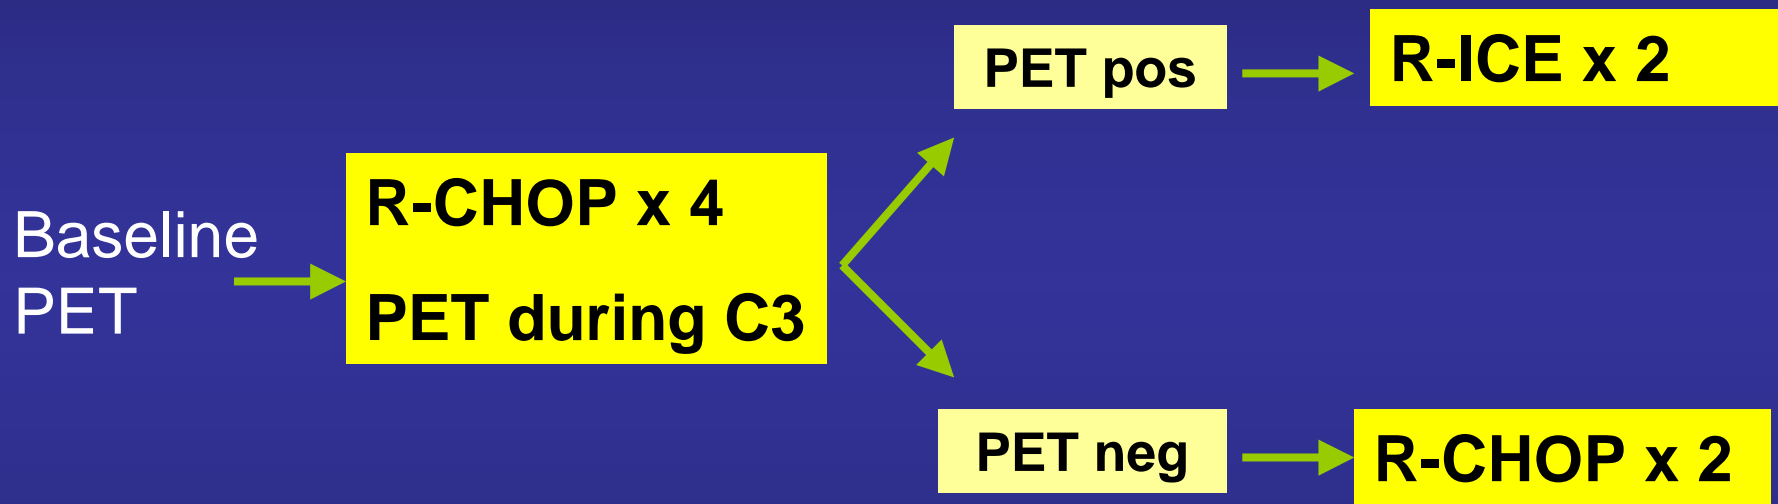 Baseline
PET
R-CHOP x 4
PET during C3
PET pos
R-ICE x 2
PET neg
R-CHOP x 2